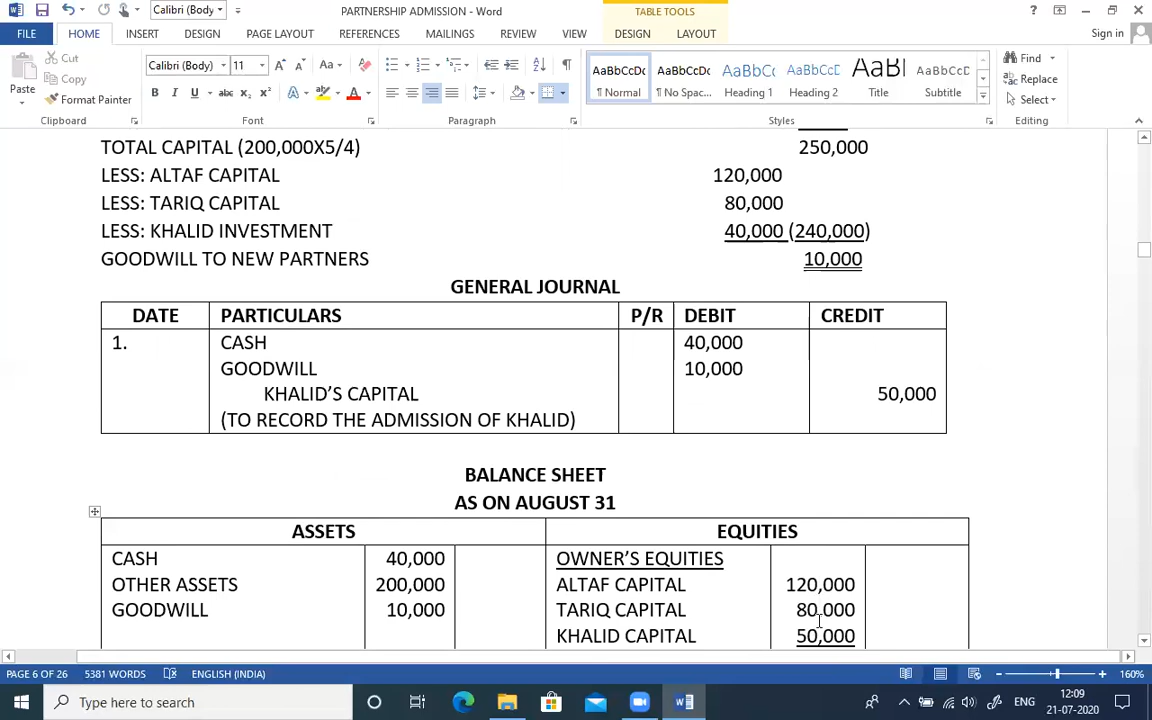 PARTNERSHIP ADMISSION - Word
TABLE TOOLS
Calibri (Body
Sign in
FILE HOME INSERT DESIGN PAGE LAYOUT REFERENCES MAILINGS REVIEW VIEW DESIGN LAYOUT
Cut
Copy
Format Painter
Paste
Clipboard
Calibri (Body) 11
Font
Paragraph
AaBbCcDc AaBbCcDc AaBbCc AaBbCcC AaBl AaBbCcD
¶ Normal ¶ No Spac... Heading 1 Heading 2 Title Subtitle
Styles
Find
Replace
Select
Editing
TOTAL CAPITAL (200,000X5/4) 250,000
LESS: ALTAF CAPITAL 120,000
LESS: TARIQ CAPITAL 80,000
LESS: KHALID INVESTMENT 40,000 (240,000)
GOODWILL TO NEW PARTNERS 10,000
GENERAL JOURNAL
DATE PARTICULARS P/R DEBIT CREDIT
1. CASH 40,000
GOODWILL 10,000
KHALID’S CAPITAL 50,000
(TO RECORD THE ADMISSION OF KHALID)
BALANCE SHEET
AS ON AUGUST 31
ASSETS EQUITIES
CASH 40,000 OWNER’S EQUITIES
OTHER ASSETS 200,000 ALTAF CAPITAL 120,000
GOODWILL 10,000 TARIQ CAPITAL 80,000
KHALID CAPITAL 50,000
PAGE 6 OF 26 5381 WORDS ENGLISH (INDIA) 160%
Type here to search
ENG
12:09
21-07-2020